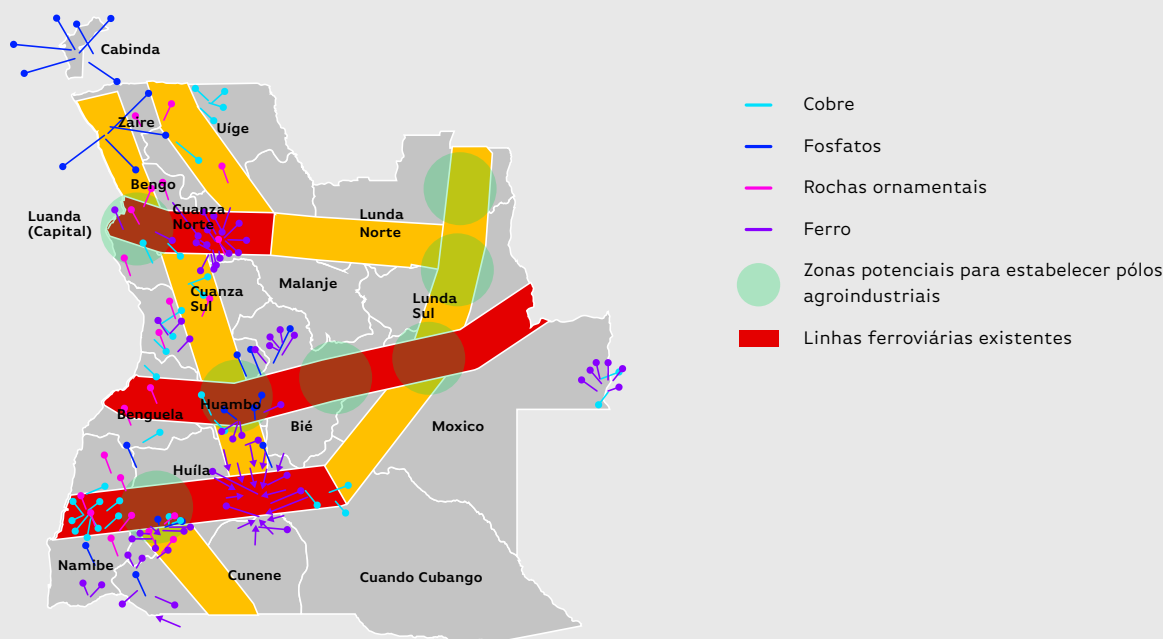 Cabinda
Zaire
Uíge
Bengo
Luanda
(Capital)
Cuanza
Norte
Lunda
Norte
Malanje
Cuanza
Sul
Lunda
Sul
Huambo
Benguela
Bié
Moxico
Huíla
Namibe
Cunene
Cuando Cubango
Cobre
Fosfatos
Rochas ornamentais
Ferro
Zonas potenciais para estabelecer pólos
agroindustriais
Linhas ferroviárias existentes